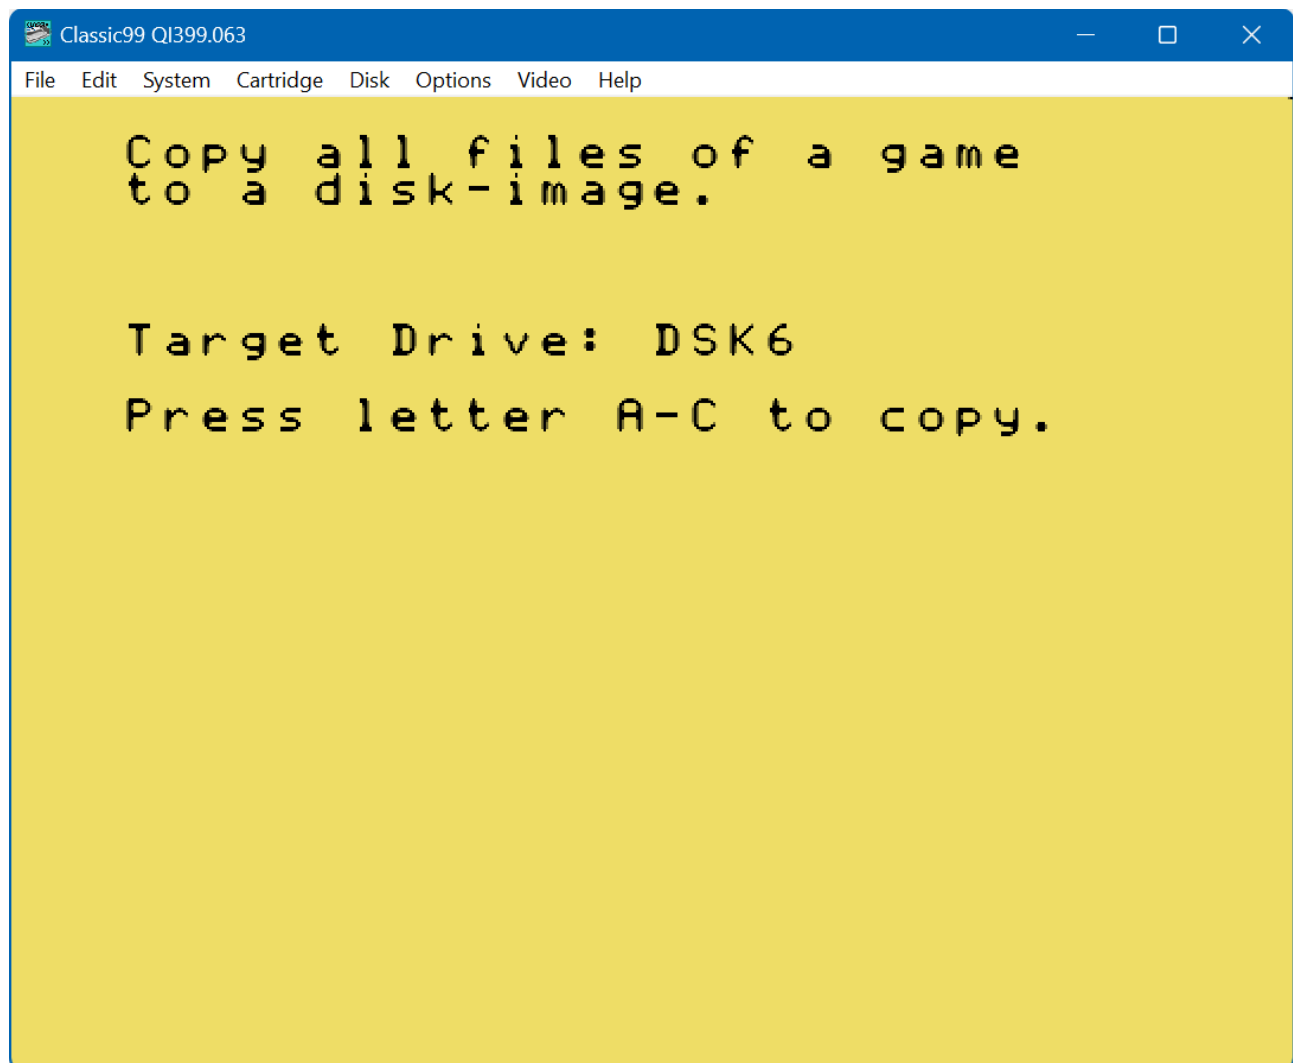 Classic99 QI399.063
File Edit System Cartridge Disk Options Video Help
Copy all files of a game
to a disk-image.
Target Drive: DSK6
Press letter A-C to copy.